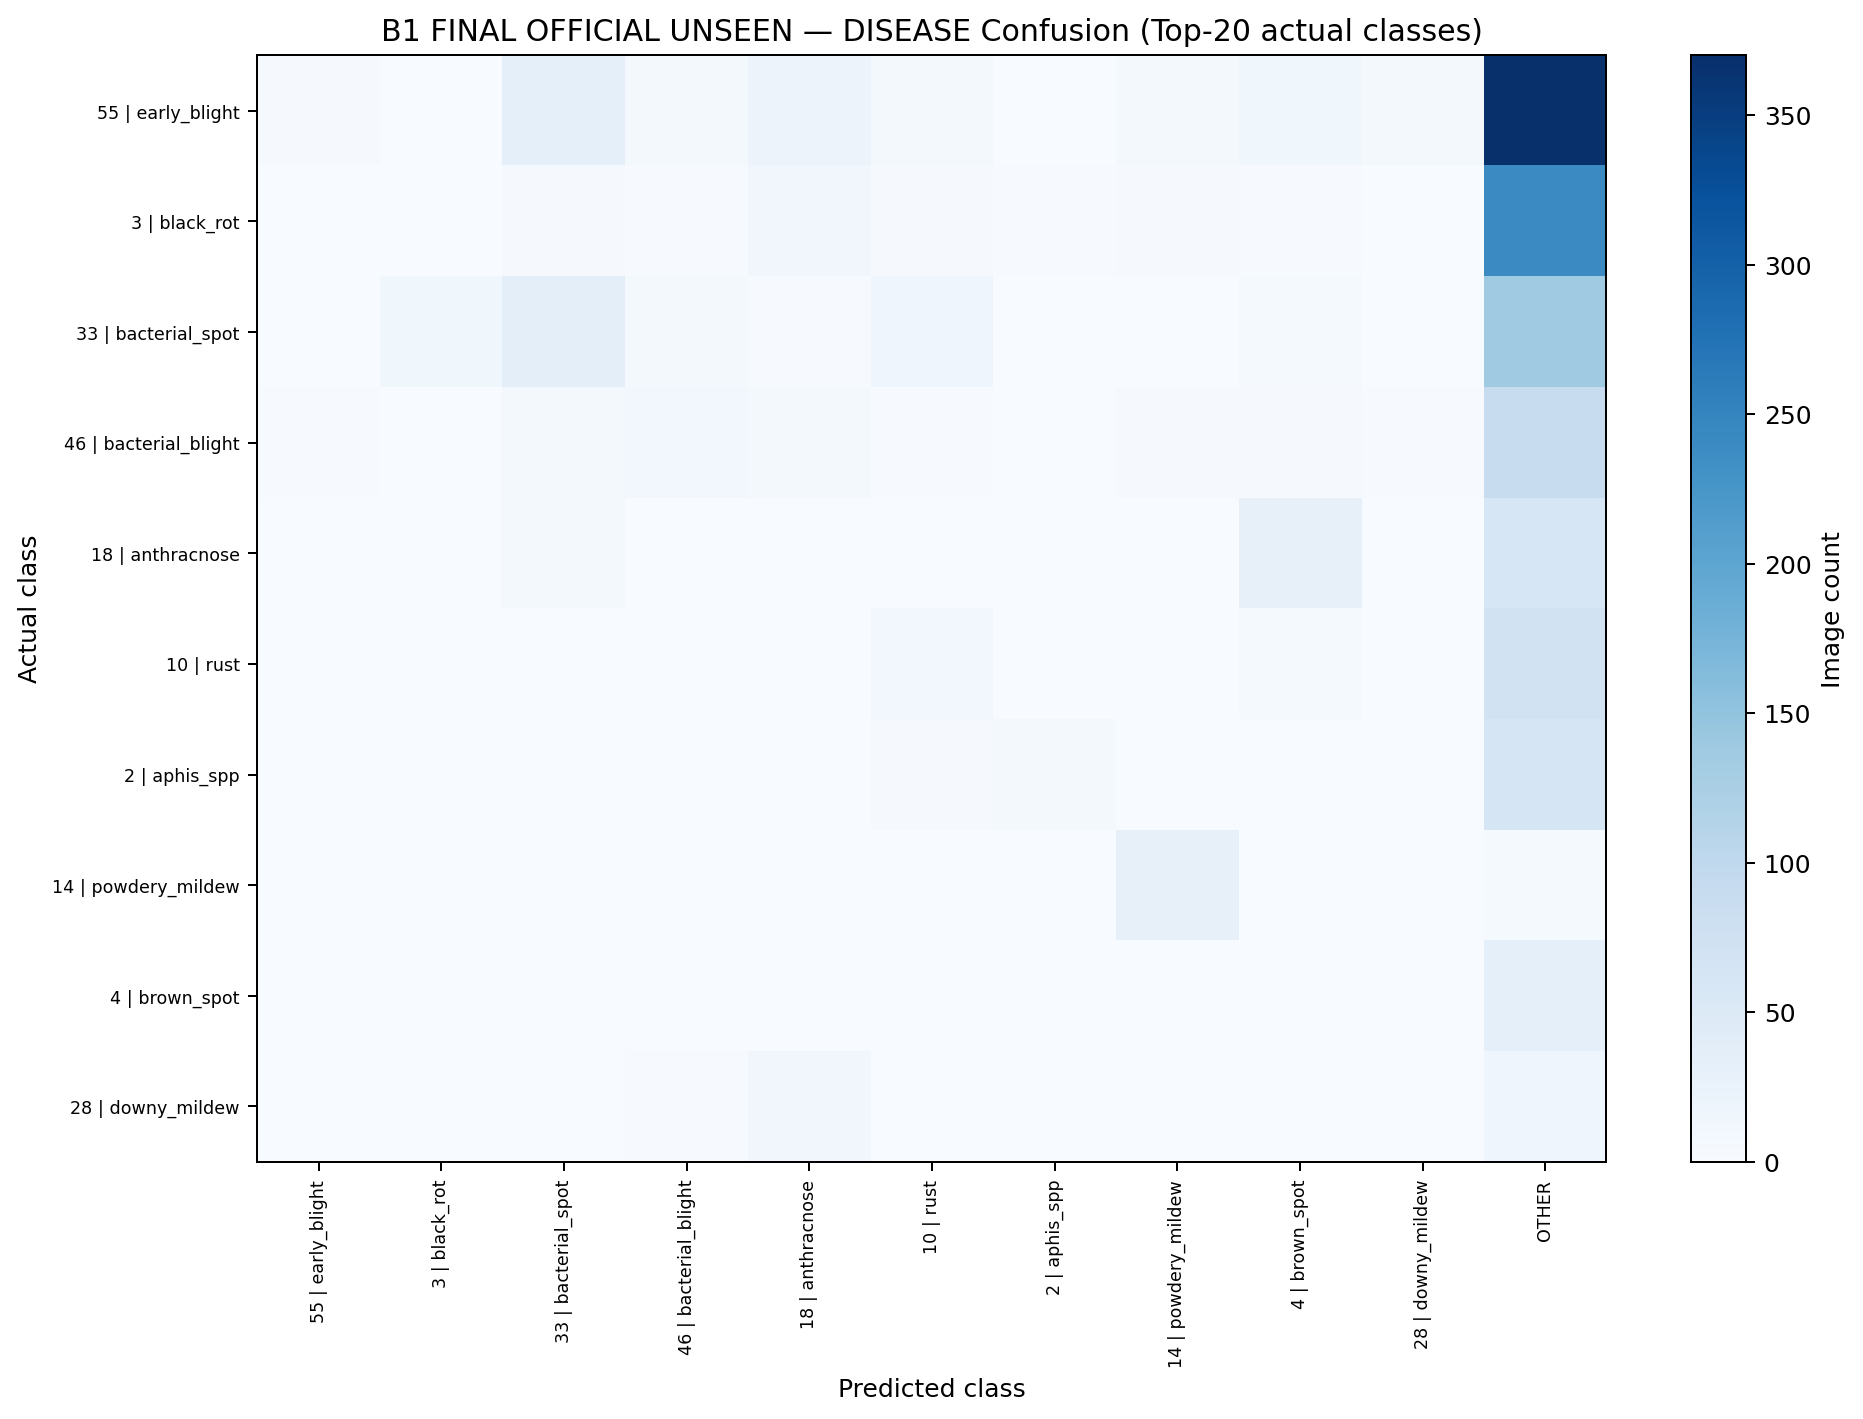 B1 FINAL OFFICIAL UNSEEN — DISEASE Confusion (Top-20 actual classes)
Actual class
55 | early_blight
3 | black_rot
33 | bacterial_spot
46 | bacterial_blight
18 | anthracnose
10 | rust
2 | aphis_spp
14 | powdery_mildew
4 | brown_spot
28 | downy_mildew
55 | early_blight
3 | black_rot
33 | bacterial_spot
46 | bacterial_blight
18 | anthracnose
10 | rust
2 | aphis_spp
14 | powdery_mildew
4 | brown_spot
28 | downy_mildew
OTHER
Predicted class
350
300
250
200
150
100
50
0
Image count